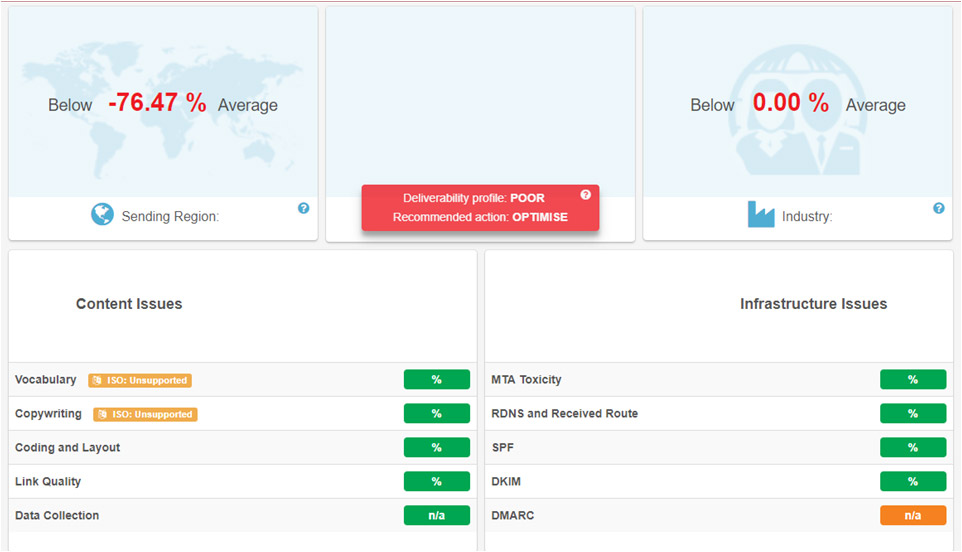 Below -76.47 % Average
Sending Region: ?
Deliverability profile: POOR ?
Recommended action: OPTIMISE
Below 0.00 % Average
Industry: ?
Content Issues
Vocabulary ISO: Unsupported %
Copywriting ISO: Unsupported %
Coding and Layout %
Link Quality %
Data Collection n/a
Infrastructure Issues
MTA Toxicity %
RDNS and Received Route %
SPF %
DKIM %
DMARC n/a